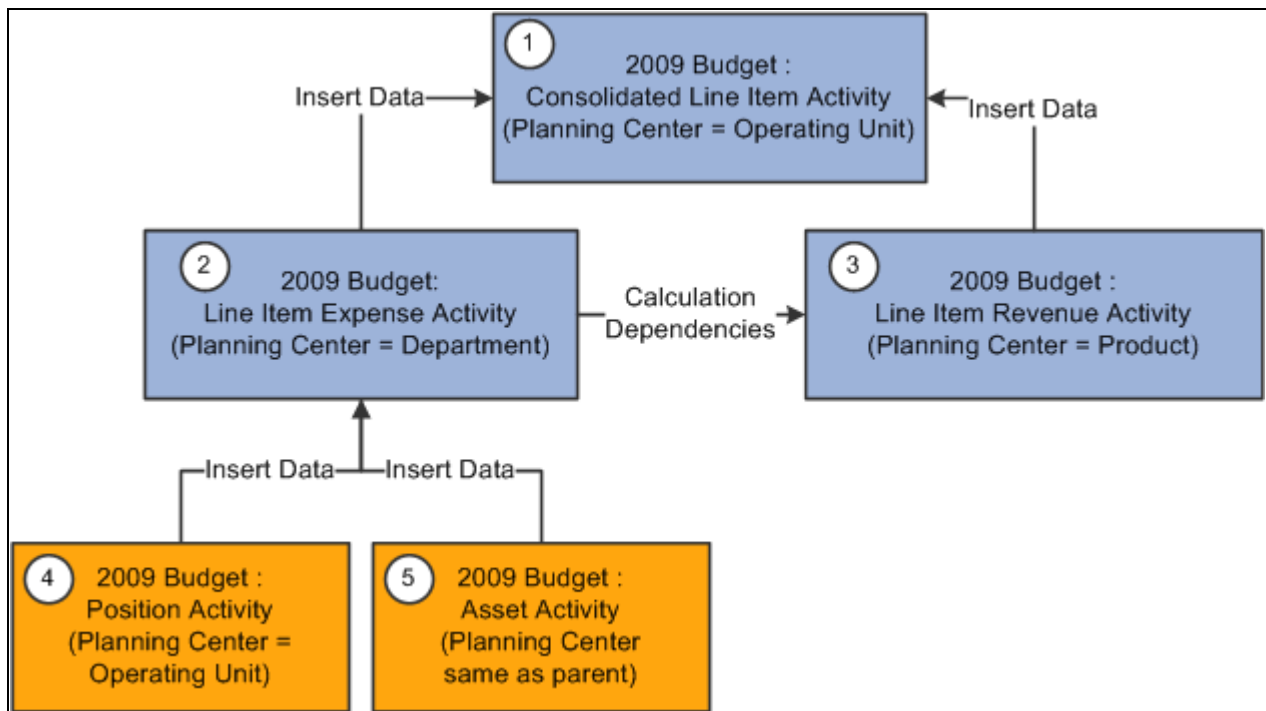 1
2009 Budget :
Consolidated Line Item Activity
(Planning Center = Operating Unit)
Insert Data
Insert Data
2
2009 Budget:
Line Item Expense Activity
(Planning Center = Department)
Calculation
Dependencies
3
2009 Budget :
Line Item Revenue Activity
(Planning Center = Product)
Insert Data
Insert Data
4
2009 Budget :
Position Activity
(Planning Center =
Operating Unit)
5
2009 Budget :
Asset Activity
(Planning Center
same as parent)